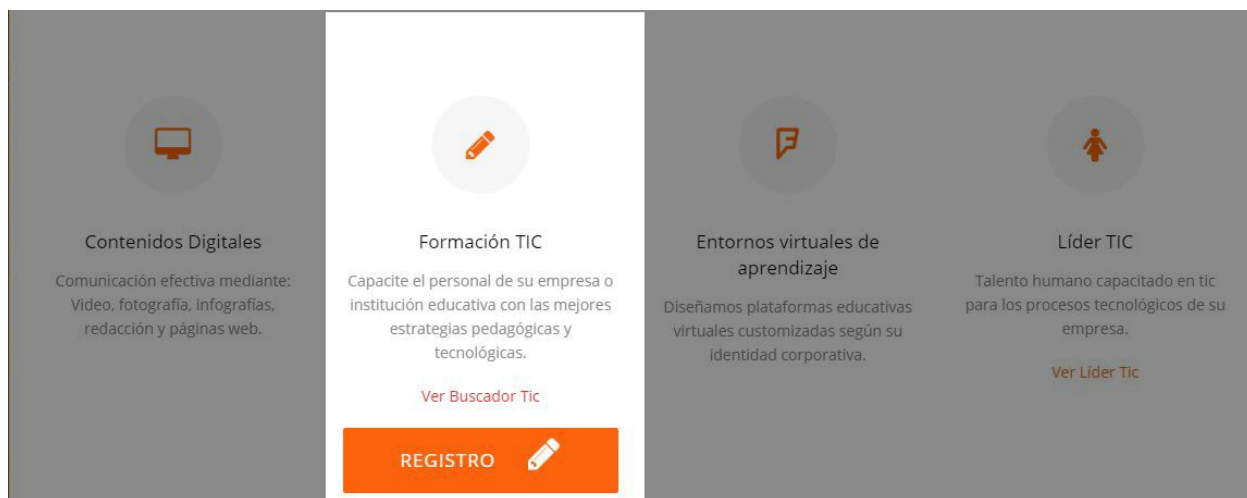 Contenidos Digitales
Comunicación efectiva mediante:
Video, fotografía, infografías,
redacción y páginas web.
Formación TIC
Capacite el personal de su empresa o
institución educativa con las mejores
estrategias pedagógicas y
tecnológicas.
Ver Buscador Tic
REGISTRO
Entornos virtuales de
aprendizaje
Diseñamos plataformas educativas
virtuales customizadas según su
identidad corporativa.
Líder TIC
Talento humano capacitado en tic
para los procesos tecnológicos de su
empresa.
Ver Líder Tic